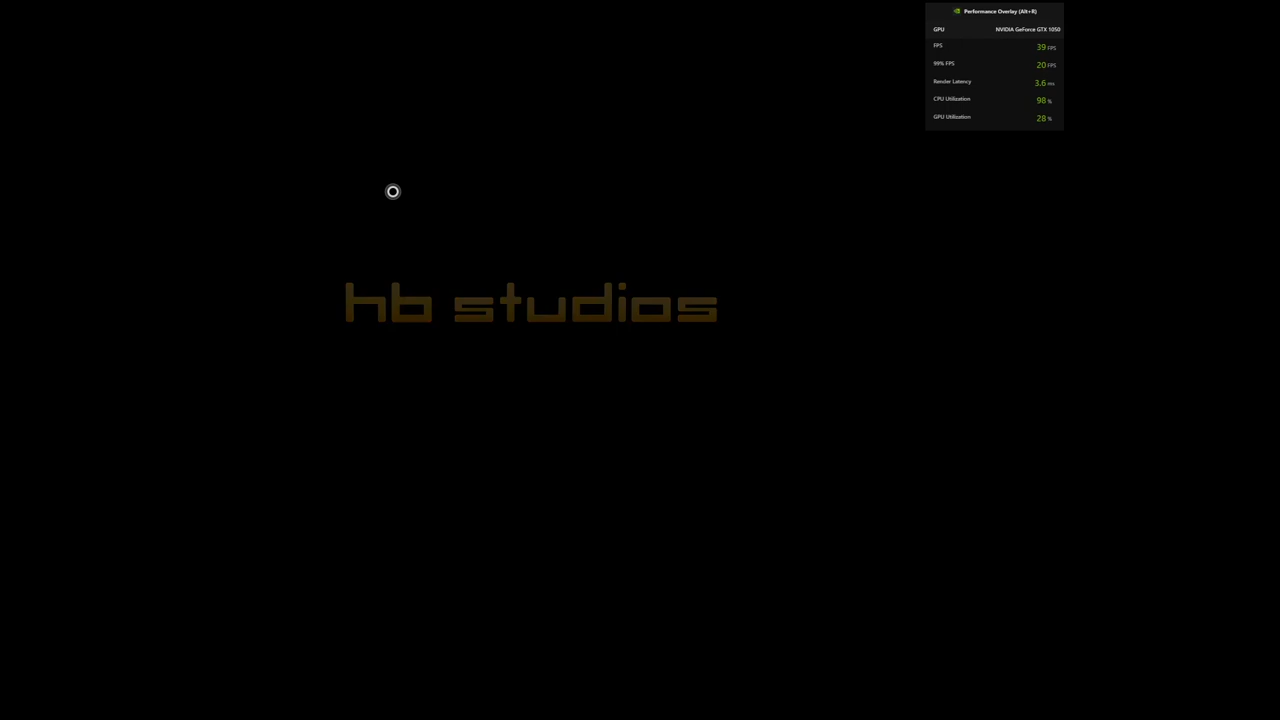 Performance Overlay (Alt+R)
GPU NVIDIA GeForce GTX 1050
FPS 39 FPS
99% FPS 20 FPS
Render Latency 3.6 ms
CPU Utilization 98 %
GPU Utilization 28 %
hb studios